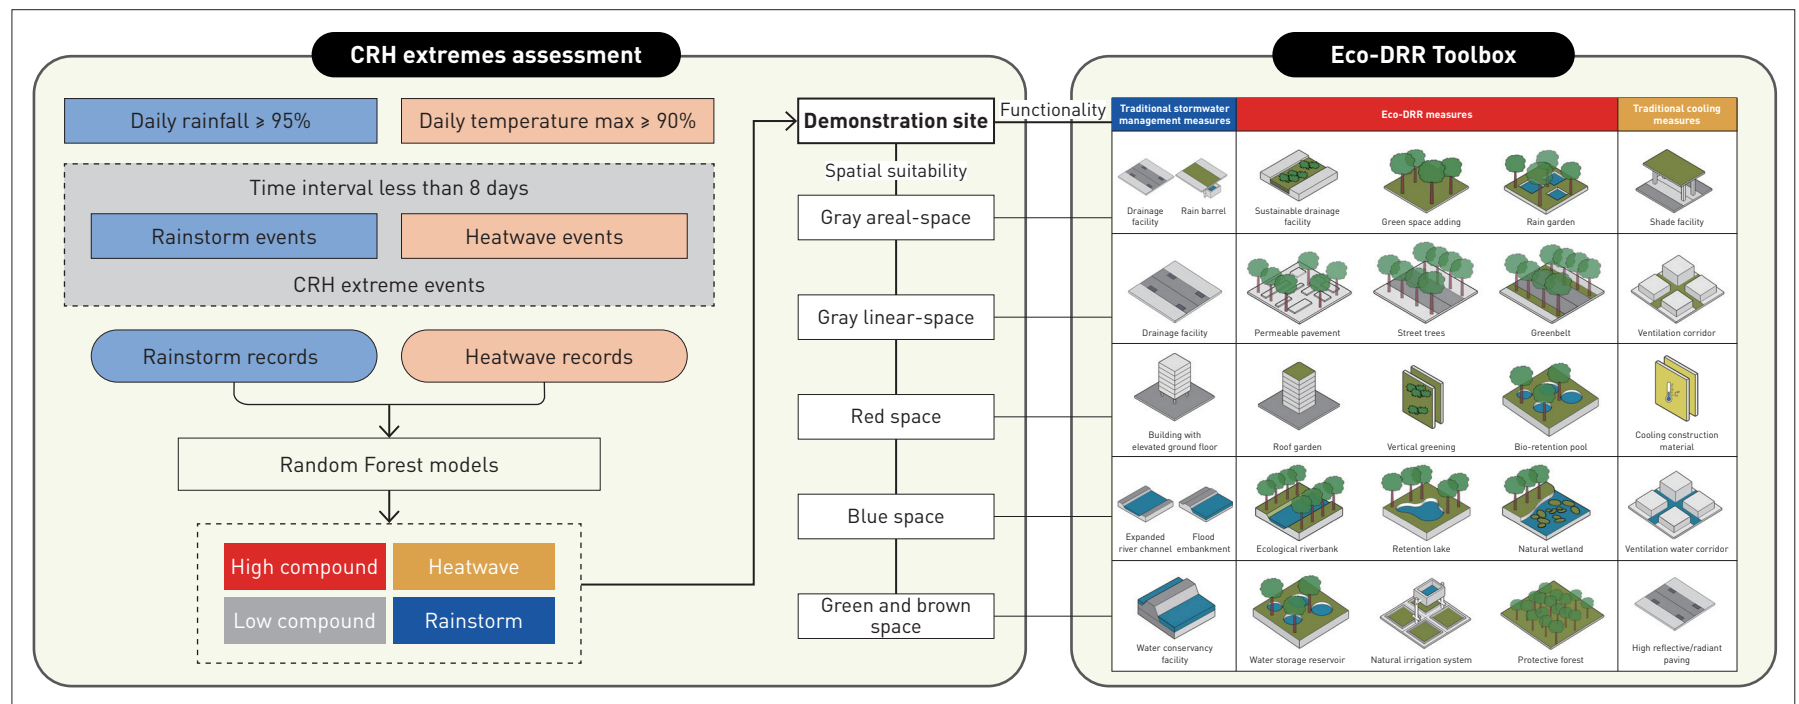 CRH extremes assessment
Daily rainfall ⩾ 95%
Daily temperature max ⩾ 90%
Time interval less than 8 days
Rainstorm events
Heatwave events
CRH extreme events
Rainstorm records
Heatwave records
Random Forest models
High compound
Heatwave
Low compound
Rainstorm
Demonstration site
Functionality
Spatial suitability
Gray areal-space
Gray linear-space
Red space
Blue space
Green and brown
space
Eco-DRR Toolbox
Traditional stormwater
management measures
Eco-DRR measures
Traditional cooling
measures
Drainage
facility
Rain barrel
Sustainable drainage
facility
Green space adding
Rain garden
Shade facility
Drainage facility
Permeable pavement
Street trees
Greenbelt
Ventilation corridor
Building with
elevated ground floor
Roof garden
Vertical greening
Bio-retention pool
Cooling construction
material
Expanded
river channel
Flood
embankment
Ecological riverbank
Retention lake
Natural wetland
Ventilation water corridor
Water conservancy
facility
Water storage reservoir
Natural irrigation system
Protective forest
High reflective/radiant
paving